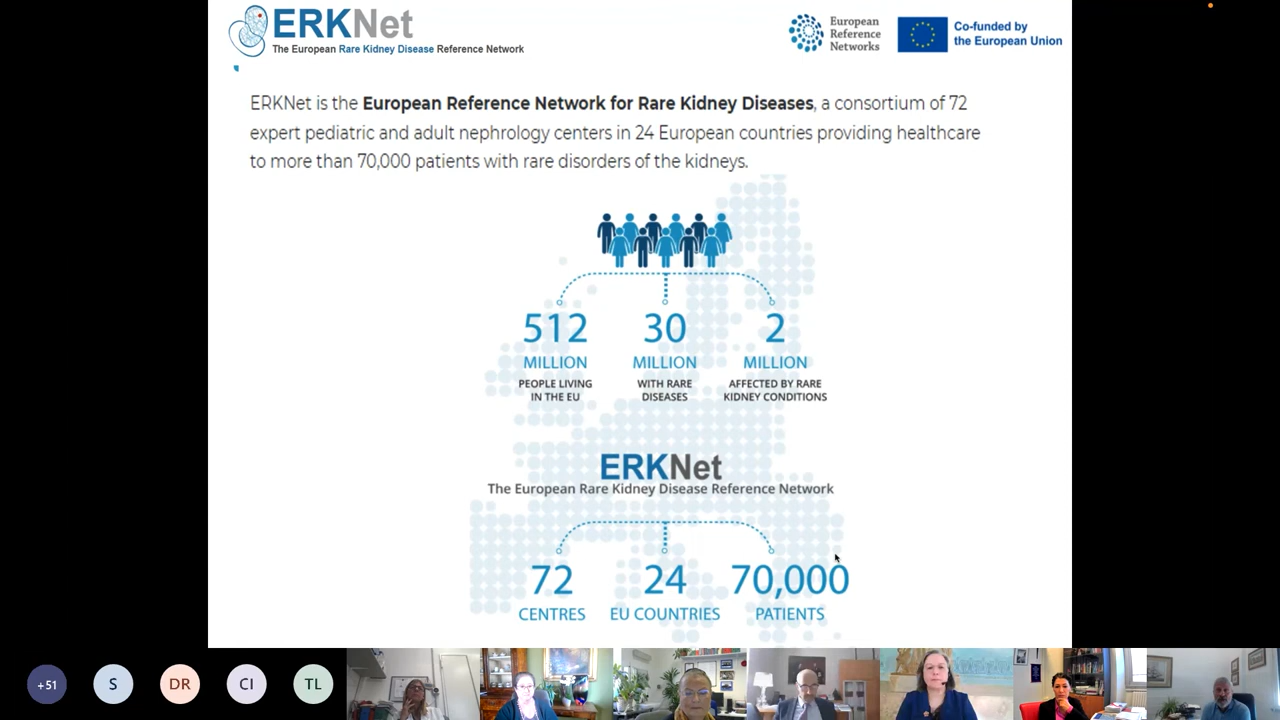 ERKNet
The European Rare Kidney Disease Reference Network
European
Reference
Networks
Co-funded by
the European Union
ERKNet is the European Reference Network for Rare Kidney Diseases, a consortium of 72
expert pediatric and adult nephrology centers in 24 European countries providing healthcare
to more than 70,000 patients with rare disorders of the kidneys.
512
MILLION
PEOPLE LIVING
IN THE EU
30
MILLION
WITH RARE
DISEASES
2
MILLION
AFFECTED BY RARE
KIDNEY CONDITIONS
ERKNet
The European Rare Kidney Disease Reference Network
72
CENTRES
24
EU COUNTRIES
70,000
PATIENTS
+51
S
DR
CI
TL